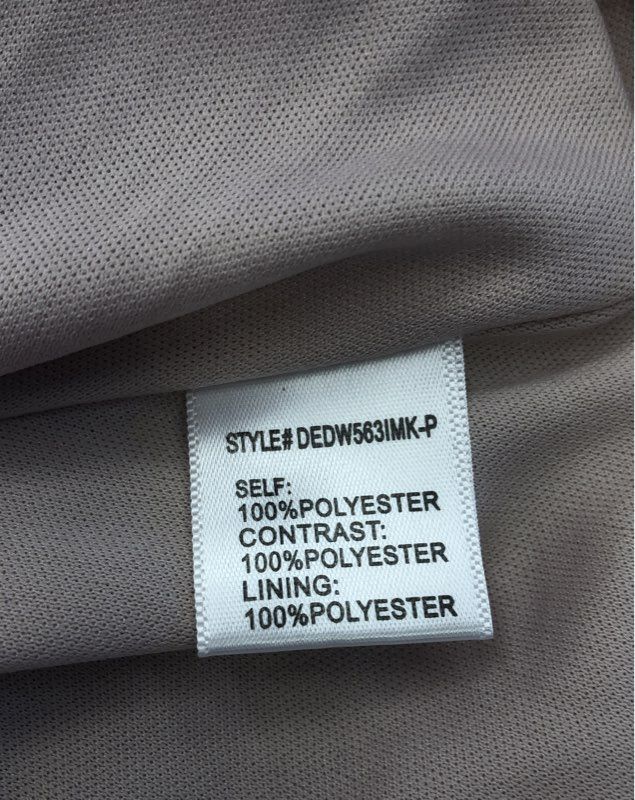 STYLE# DEDW563IMK-P
SELF:
100%POLYESTER
CONTRAST:
100%POLYESTER
LINING:
100%POLYESTER